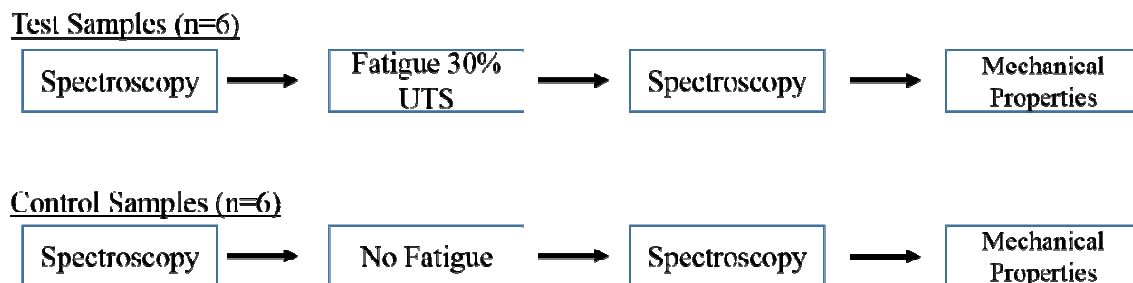 Test Samples (n=6)
Spectroscopy
Fatigue 30%
UTS
Spectroscopy
Mechanical
Properties
Control Samples (n=6)
Spectroscopy
No Fatigue
Spectroscopy
Mechanical
Properties